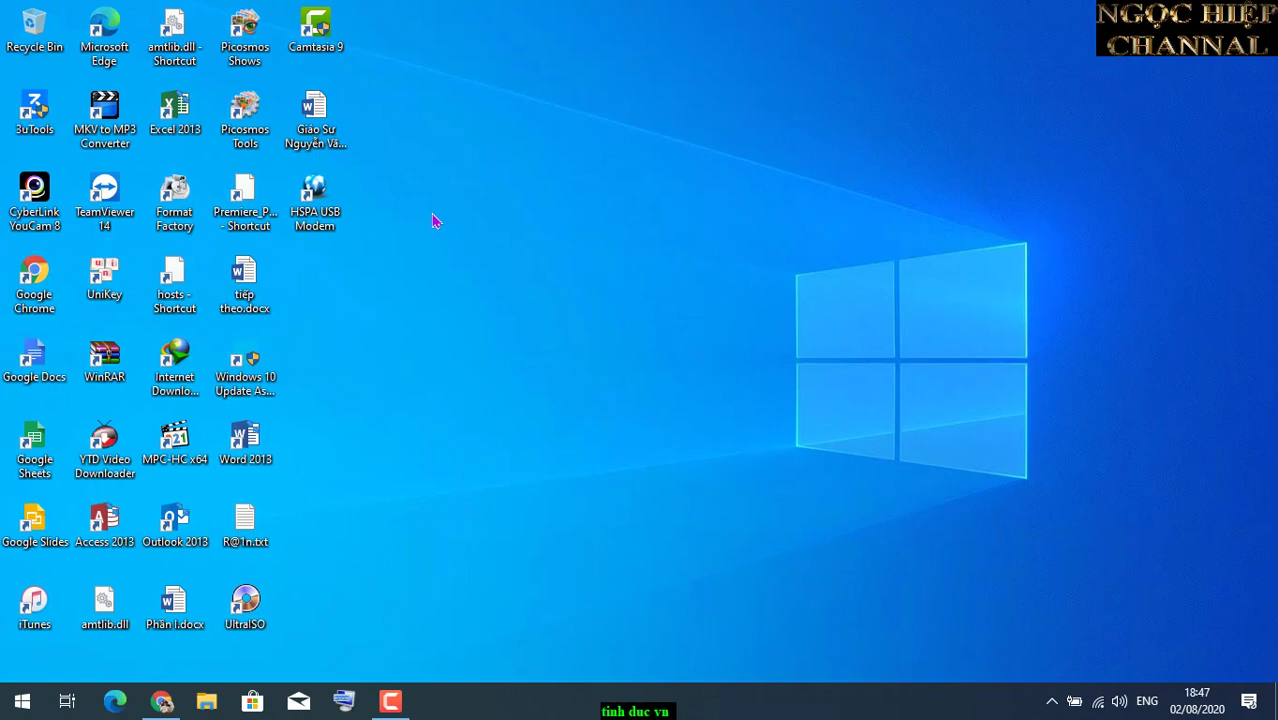 NGỌC HIỆP
CHANNAL
Recycle Bin
Microsoft
Edge
amtlib.dll -
Shortcut
Picosmos
Shows
Camtasia 9
3uTools
MKV to MP3
Converter
Excel 2013
Picosmos
Tools
Giáo Sư
Nguyễn Vă...
CyberLink
YouCam 8
TeamViewer
14
Format
Factory
Premiere_P...
- Shortcut
HSPA USB
Modem
Google
Chrome
UniKey
hosts -
Shortcut
tiếp
theo.docx
Google Docs
WinRAR
Internet
Downlo...
Windows 10
Update As...
Google
Sheets
YTD Video
Downloader
MPC-HC x64
Word 2013
Google Slides
Access 2013
Outlook 2013
R@1n.txt
iTunes
amtlib.dll
Phần I.docx
UltraISO
ENG
18:47
02/08/2020
tinh duc vn